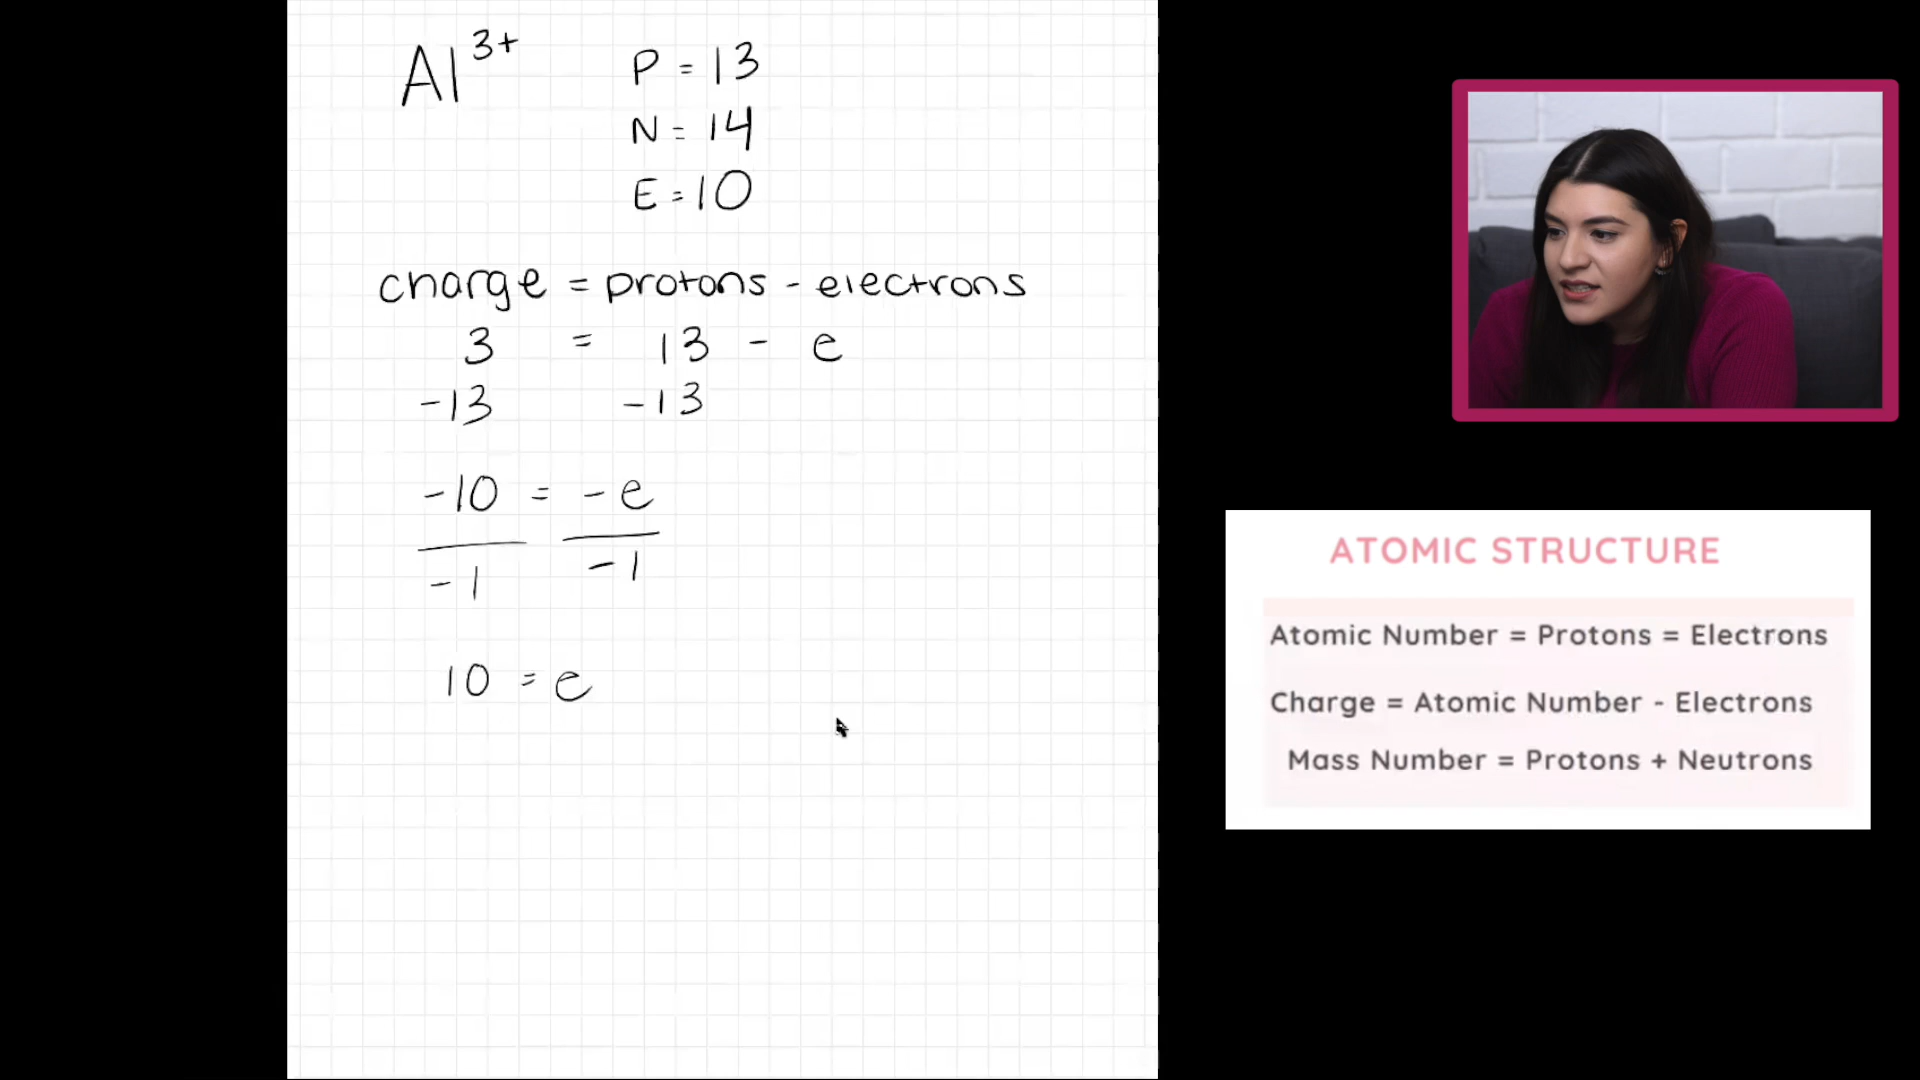 Al³⁺
P = 13
N = 14
E = 10
charge = protons - electrons
3 = 13 - e
-13 -13
-10 = -e
-1 -1
10 = e
ATOMIC STRUCTURE
Atomic Number = Protons = Electrons
Charge = Atomic Number - Electrons
Mass Number = Protons + Neutrons